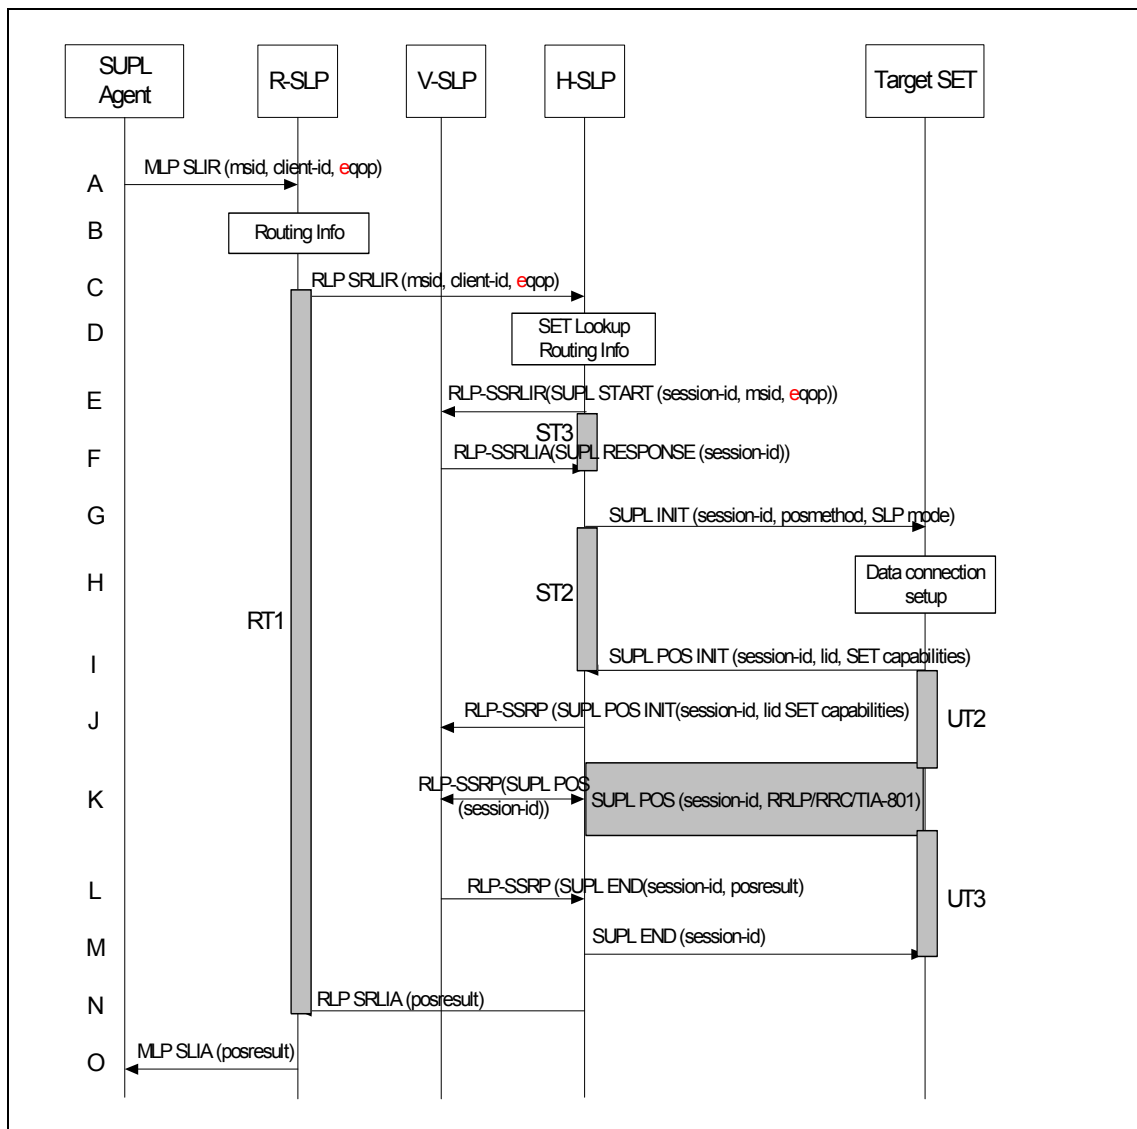 SUPL
Agent
R-SLP
V-SLP
H-SLP
Target SET
A
MLP SLIR (msid, client-id, eqop)
B
Routing Info
C
RLP SRLIR (msid, client-id, eqop)
D
SET Lookup
Routing Info
E
RLP-SSRLIR(SUPL START (session-id, msid, eqop))
ST3
F
RLP-SSRLIA(SUPL RESPONSE (session-id))
G
SUPL INIT (session-id, posmethod, SLP mode)
H
Data connection
setup
ST2
RT1
I
SUPL POS INIT (session-id, lid, SET capabilities)
J
RLP-SSRP (SUPL POS INIT(session-id, lid SET capabilities)
UT2
K
RLP-SSRP(SUPL POS
(session-id))
SUPL POS (session-id, RRLP/RRC/TIA-801)
L
RLP-SSRP (SUPL END(session-id, posresult)
UT3
M
SUPL END (session-id)
N
RLP SRLIA (posresult)
O
MLP SLIA (posresult)